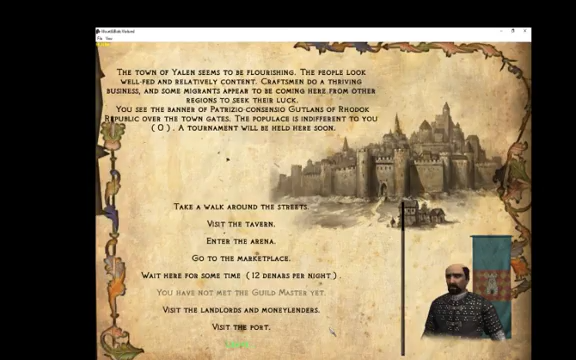 The town of Yalen seems to be flourishing. The people look
well-fed and relatively content. Craftsmen do a thriving
business, and some migrants appear to be coming here from other
regions to seek their luck.
You see the banner of Patrizio-consensio Gutlans of Rhodok
Republic over the town gates. The populace is indifferent to you
(0). A tournament will be held here soon.
Take a walk around the streets.
Visit the tavern.
Enter the arena.
Go to the marketplace.
Wait here for some time (12 denars per night).
You have not met the Guild Master yet.
Visit the landlords and moneylenders.
Visit the port.